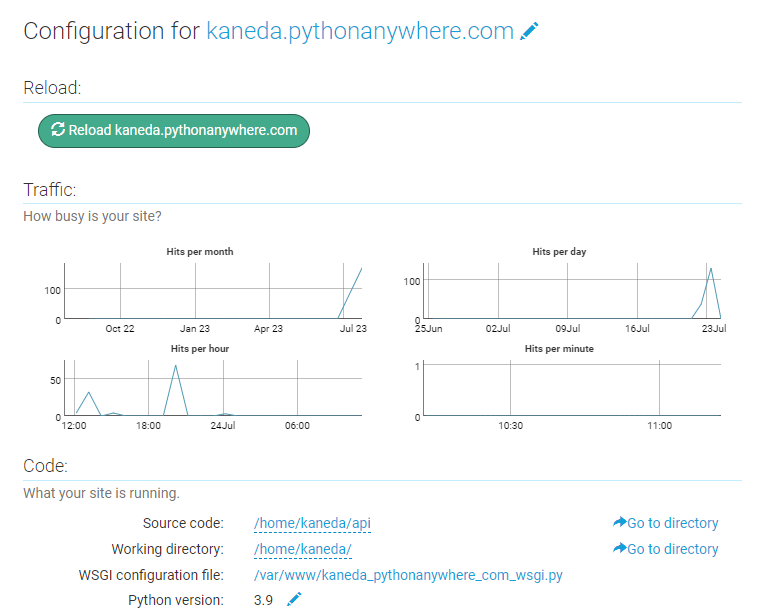 Configuration for kaneda.pythonanywhere.com
Reload:
Reload kaneda.pythonanywhere.com
Traffic:
How busy is your site?
Hits per month
100
0
Oct 22 Jan 23 Apr 23 Jul 23
Hits per day
100
0
25Jun 02Jul 09Jul 16Jul 23Jul
Hits per hour
50
0
12:00 18:00 24Jul 06:00
Hits per minute
1
0
10:30 11:00
Code:
What your site is running.
Source code: /home/kaneda/api Go to directory
Working directory: /home/kaneda/ Go to directory
WSGI configuration file: /var/www/kaneda_pythonanywhere_com_wsgi.py
Python version: 3.9